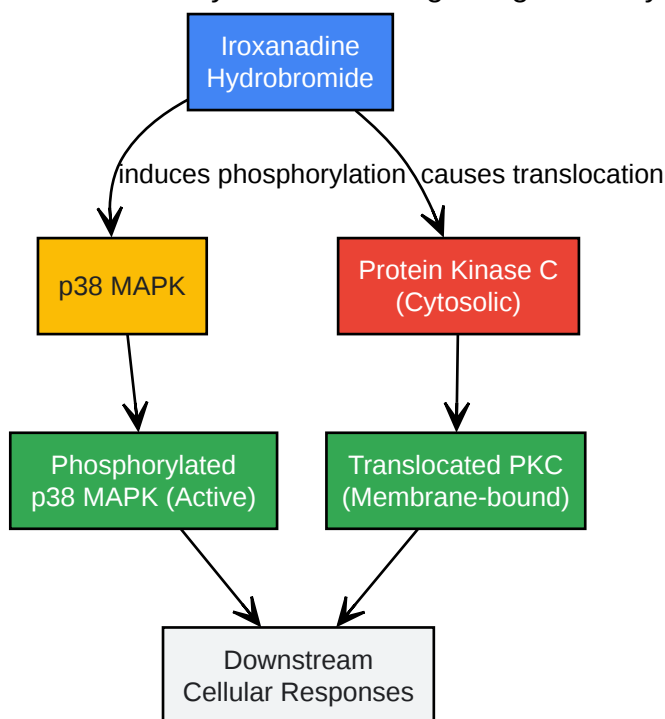 Iroxanadine
Hydrobromide
induces phosphorylation causes translocation
p38 MAPK
Protein Kinase C
(Cytosolic)
Phosphorylated
p38 MAPK (Active)
Translocated PKC
(Membrane-bound)
Downstream
Cellular Responses